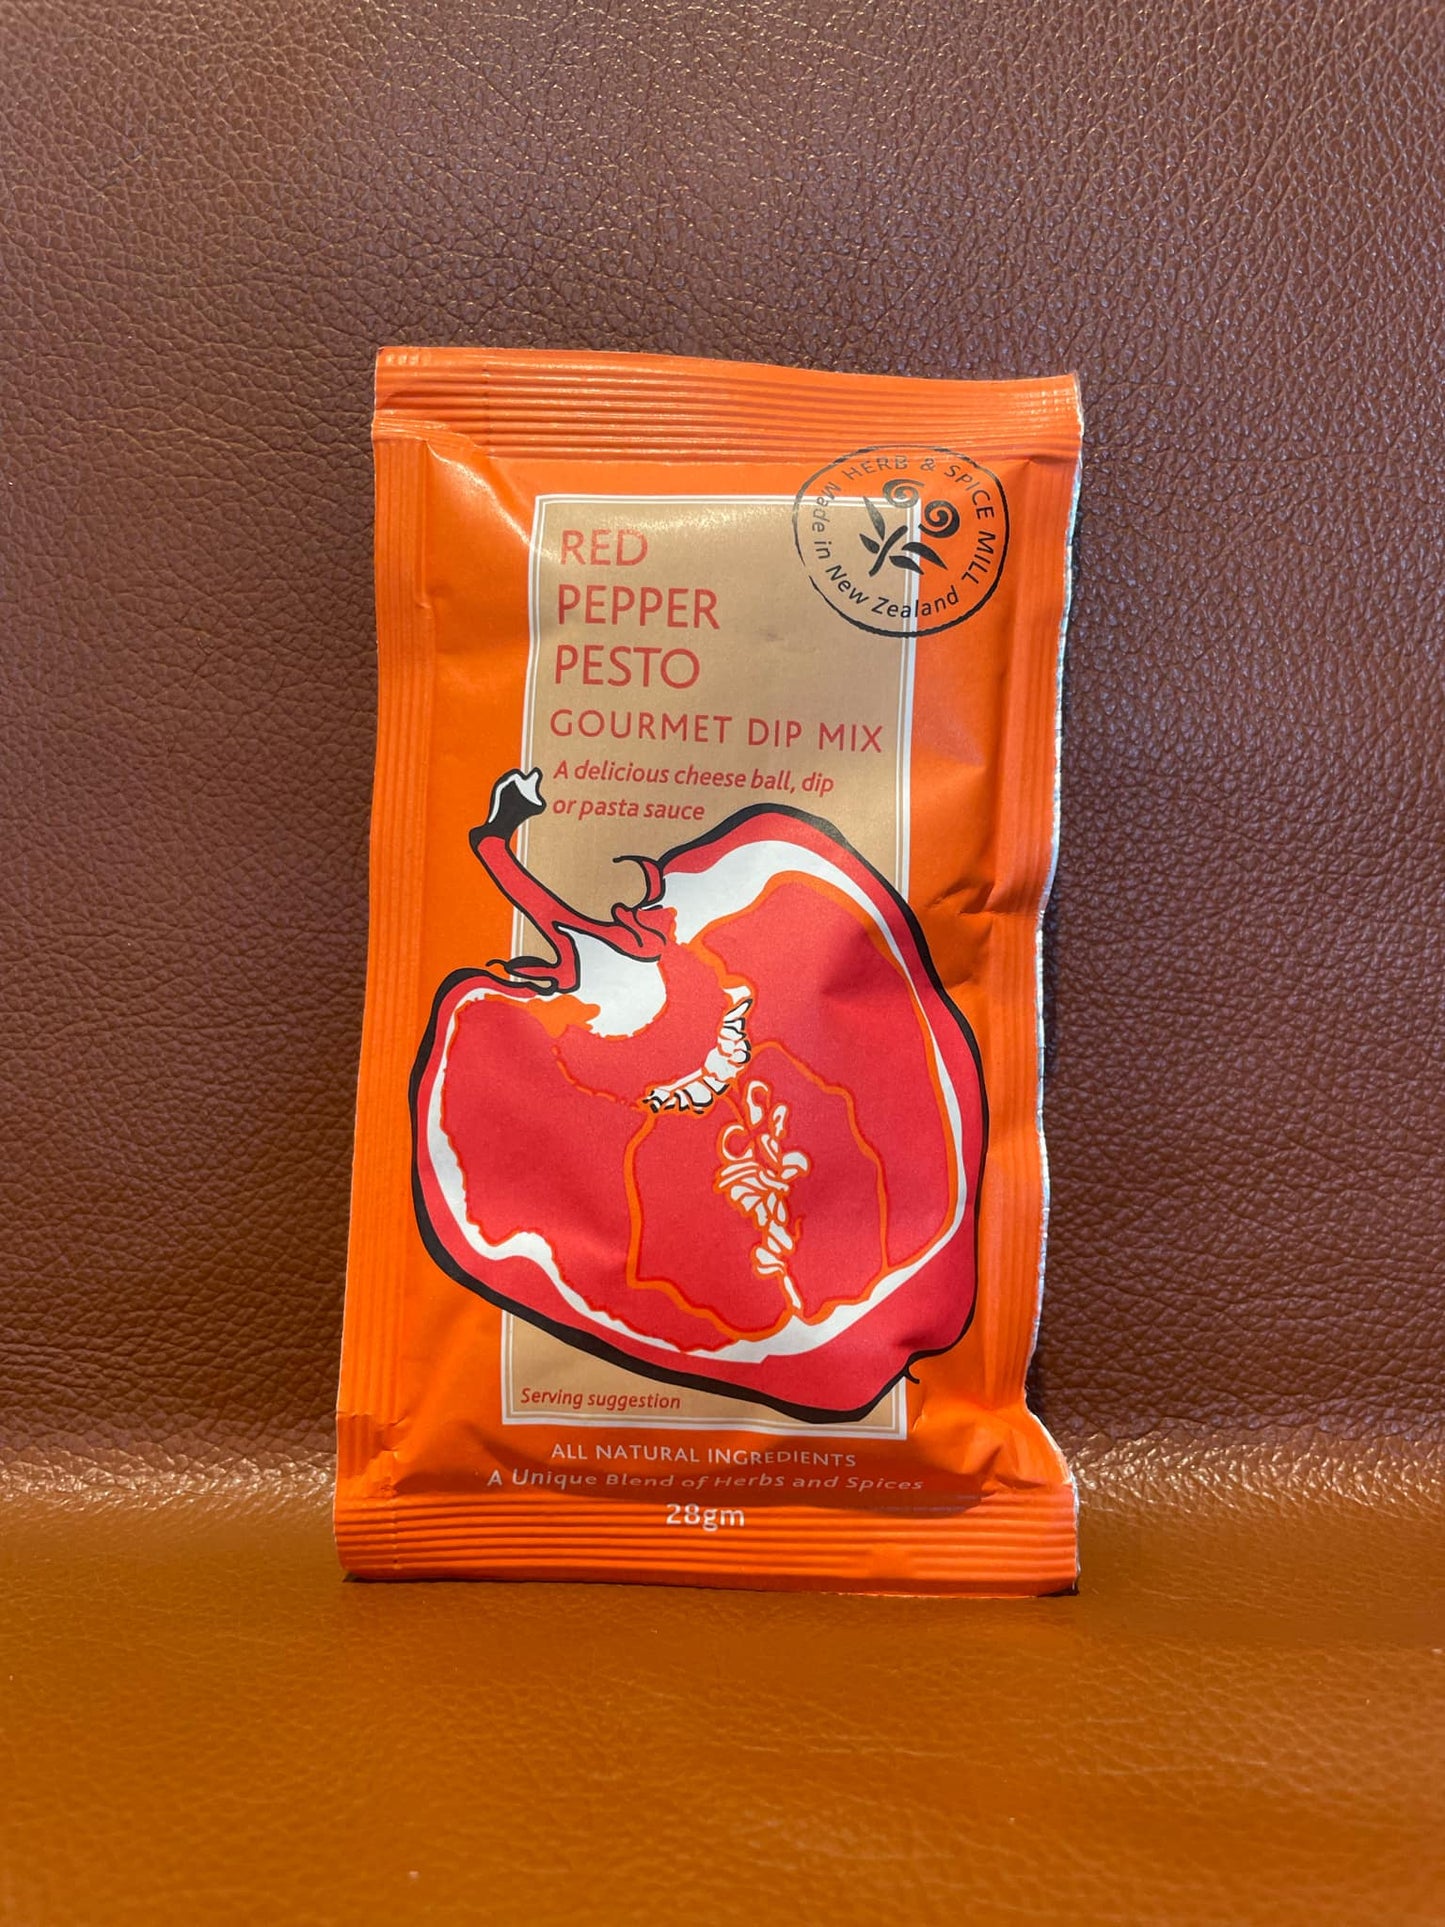 HERB & SPICE MILL
Made in New Zealand
RED
PEPPER
PESTO
GOURMET DIP MIX
A delicious cheese ball, dip
or pasta sauce
Serving suggestion
ALL NATURAL INGREDIENTS
A Unique Blend of Herbs and Spices
28gm